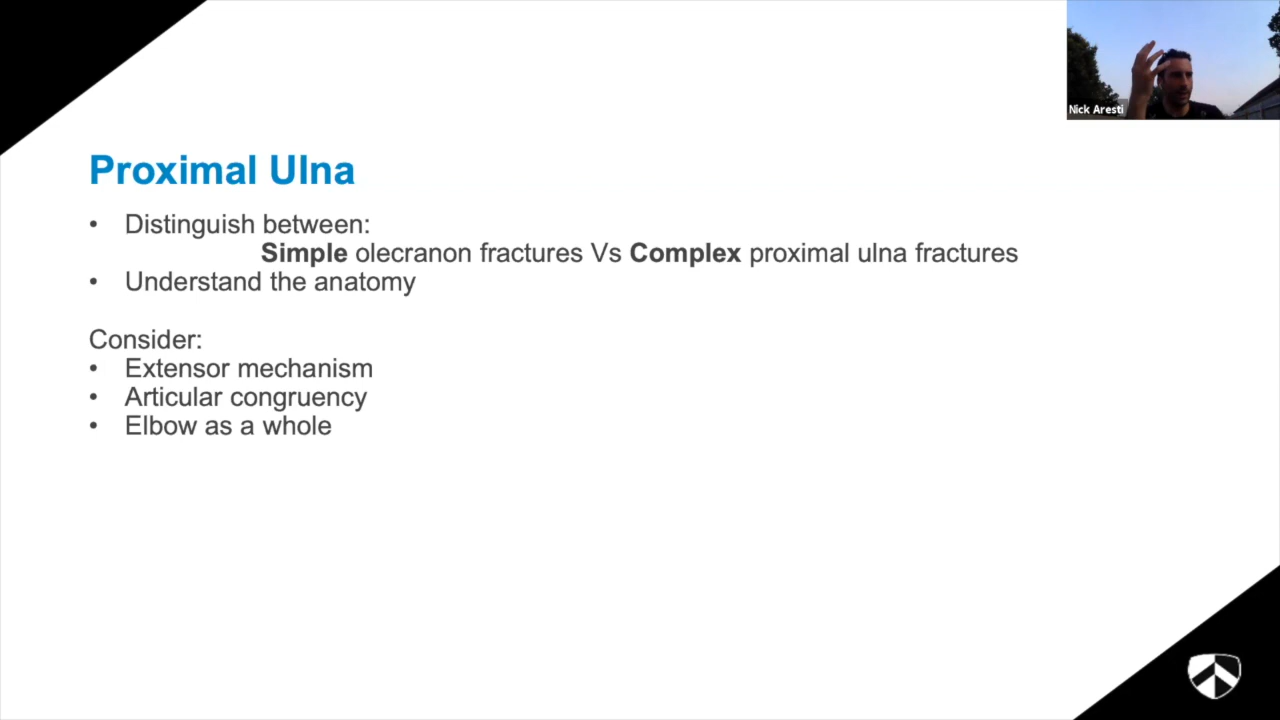 Nick Aresti
Proximal Ulna
• Distinguish between:
Simple olecranon fractures Vs Complex proximal ulna fractures
• Understand the anatomy
Consider:
• Extensor mechanism
• Articular congruency
• Elbow as a whole